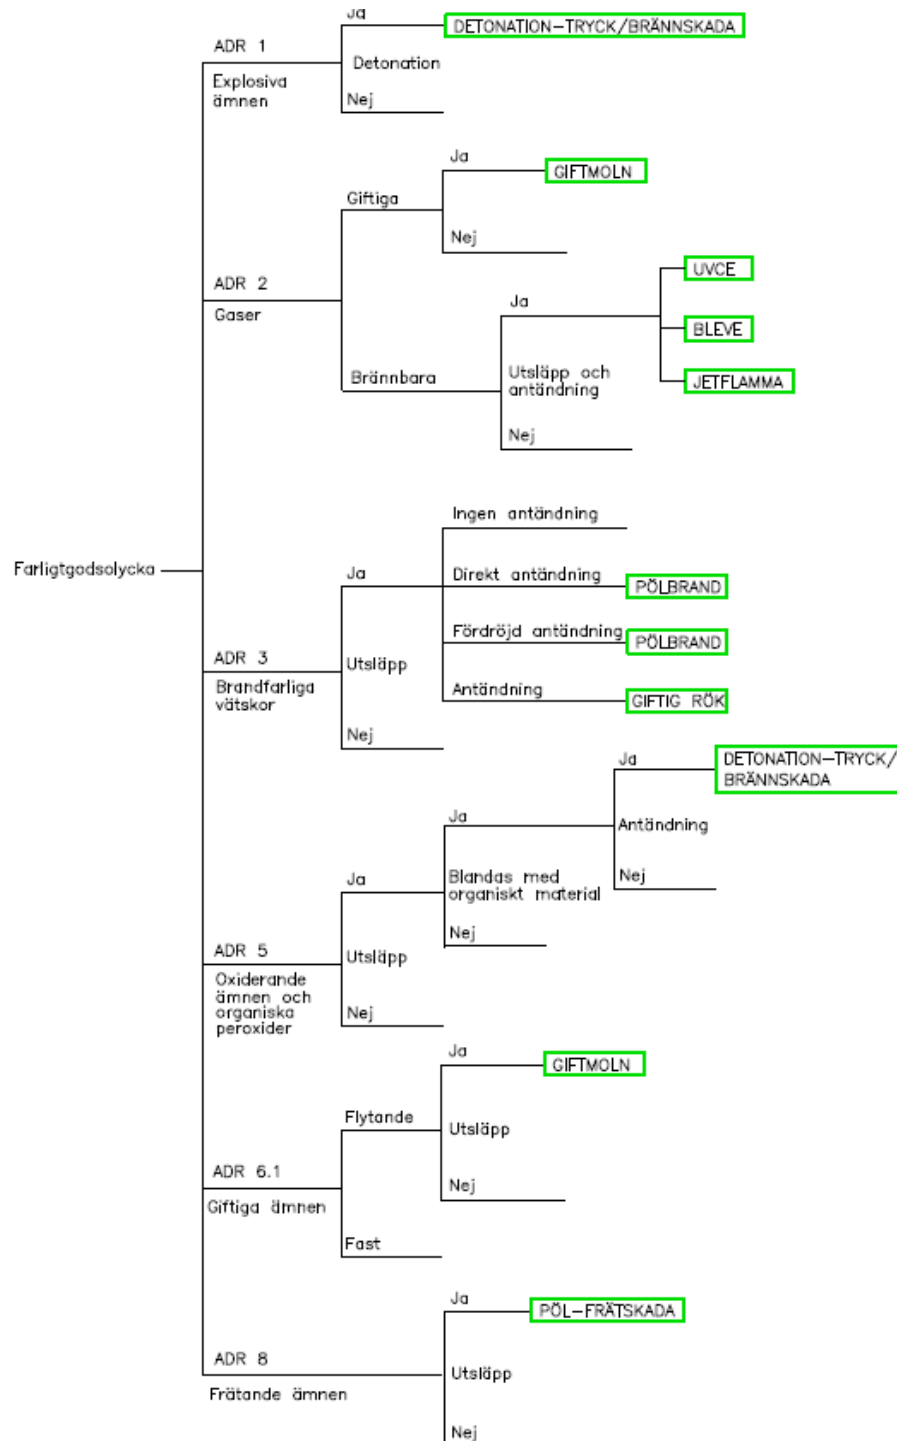 Ja
DETONATION-TRYCK/BRÄNNSKADA
ADR 1
Detonation
Explosiva
ämnen
Nej
Ja
GIFTMOLN
Giftiga
Nej
UVCE
ADR 2
Ja
Gaser
BLEVE
Brännbara
Utsläpp och
antändning
JETFLAMMA
Nej
Ingen antändning
Farligtgodsolycka
Ja
Direkt antändning
PÖLBRAND
Fördröjd antändning
PÖLBRAND
ADR 3
Utsläpp
Brandfarliga
vätskor
Antändning
GIFTIG RÖK
Nej
Ja
DETONATION-TRYCK/
BRÄNNSKADA
Ja
Antändning
Ja
Blandas med
organiskt material
Nej
Nej
ADR 5
Utsläpp
Oxiderande
ämnen och
organiska
peroxider
Nej
Ja
GIFTMOLN
Flytande
Utsläpp
ADR 6.1
Nej
Giftiga ämnen
Fast
Ja
PÖL-FRÄTSKADA
ADR 8
Utsläpp
Frätande ämnen
Nej